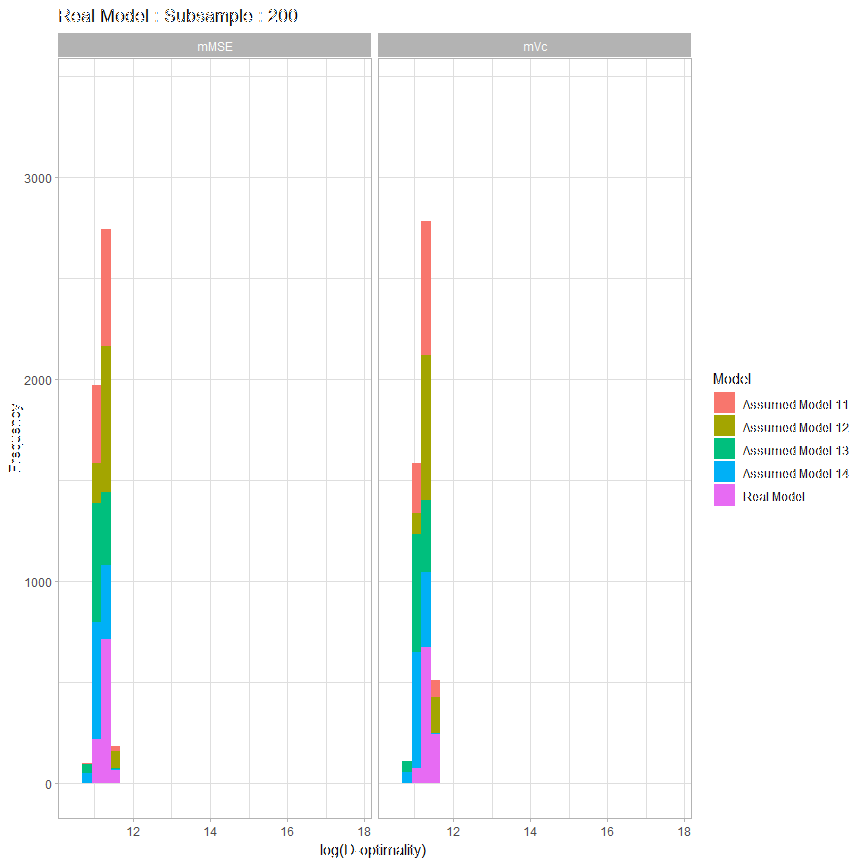 Real Model : Subsample : 200
mMSE mVc
3000
2000
1000
0
Frequency
12 14 16 18 12 14 16 18
log(D-optimality)
Model
Assumed Model 11
Assumed Model 12
Assumed Model 13
Assumed Model 14
Real Model